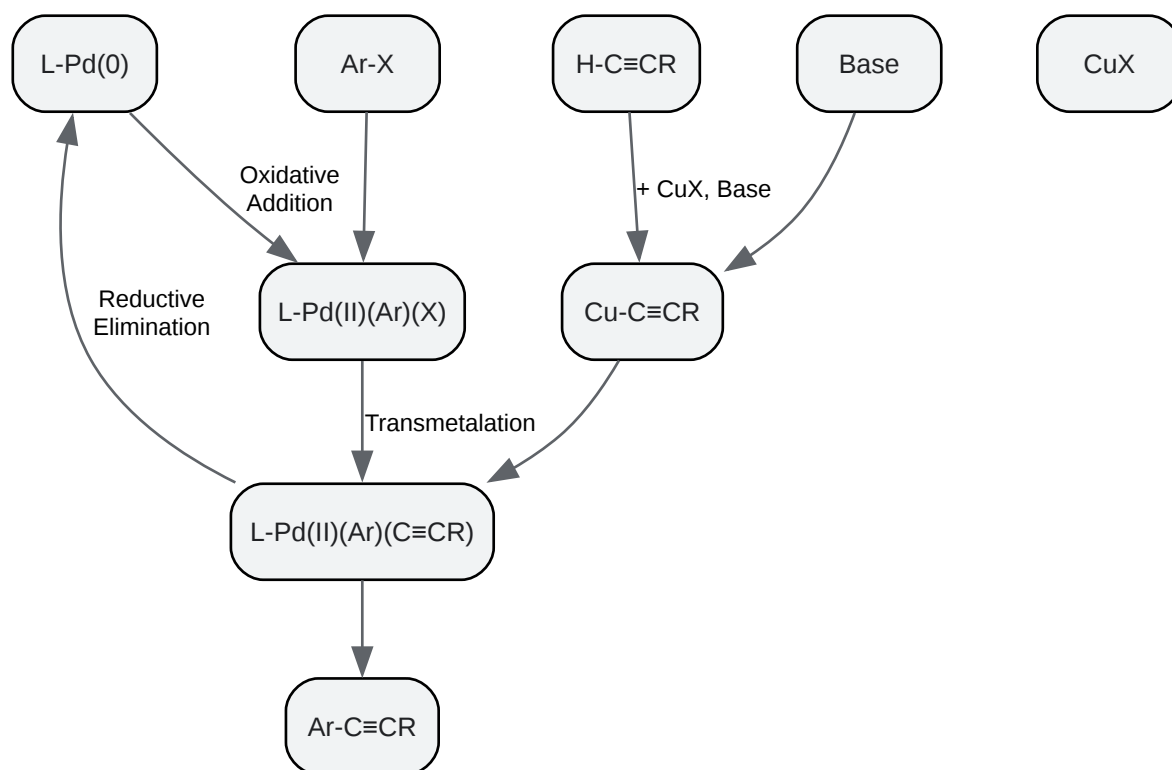 L-Pd(0)
Ar-X
H-C≡CR
Base
CuX
Oxidative
Addition
+ CuX, Base
Reductive
Elimination
L-Pd(II)(Ar)(X)
Cu-C≡CR
Transmetalation
L-Pd(II)(Ar)(C≡CR)
Ar-C≡CR